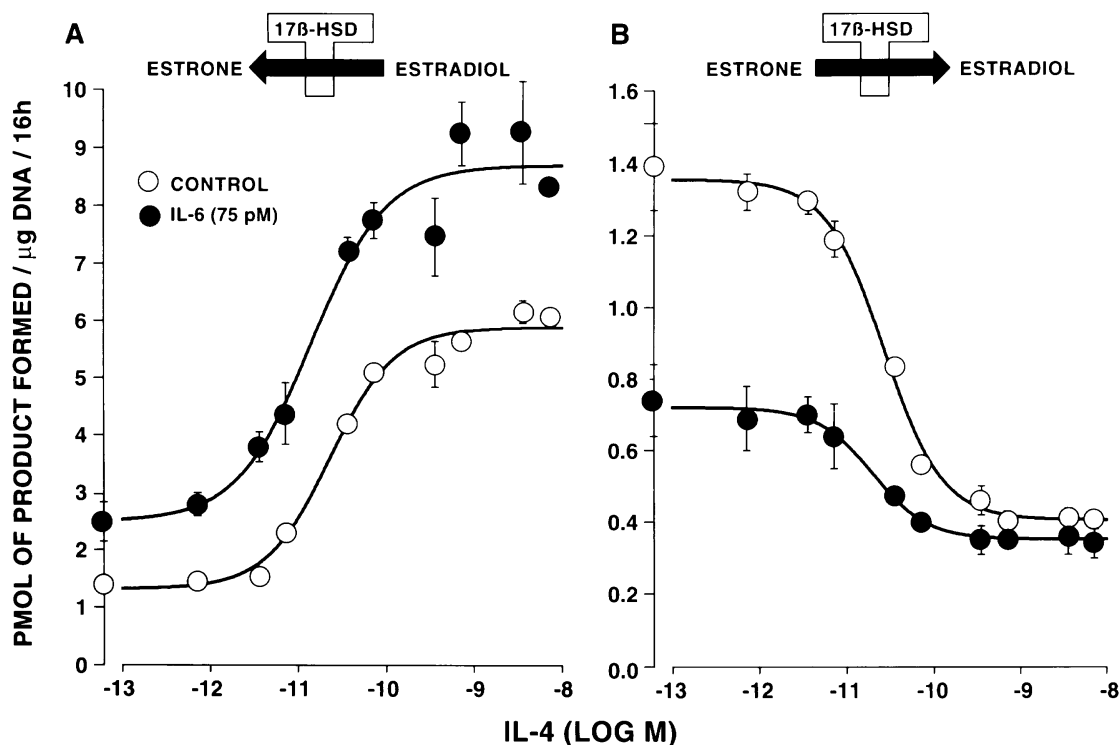 A
17ß-HSD
ESTRONE
ESTRADIOL
B
17ß-HSD
ESTRONE
ESTRADIOL
PMOL OF PRODUCT FORMED / µg DNA / 16h
10
9
8
7
6
5
4
3
2
1
0
CONTROL
IL-6 (75 pM)
-13
-12
-11
-10
-9
-8
1.6
1.4
1.2
1.0
0.8
0.6
0.4
0.2
0.0
-13
-12
-11
-10
-9
-8
IL-4 (LOG M)